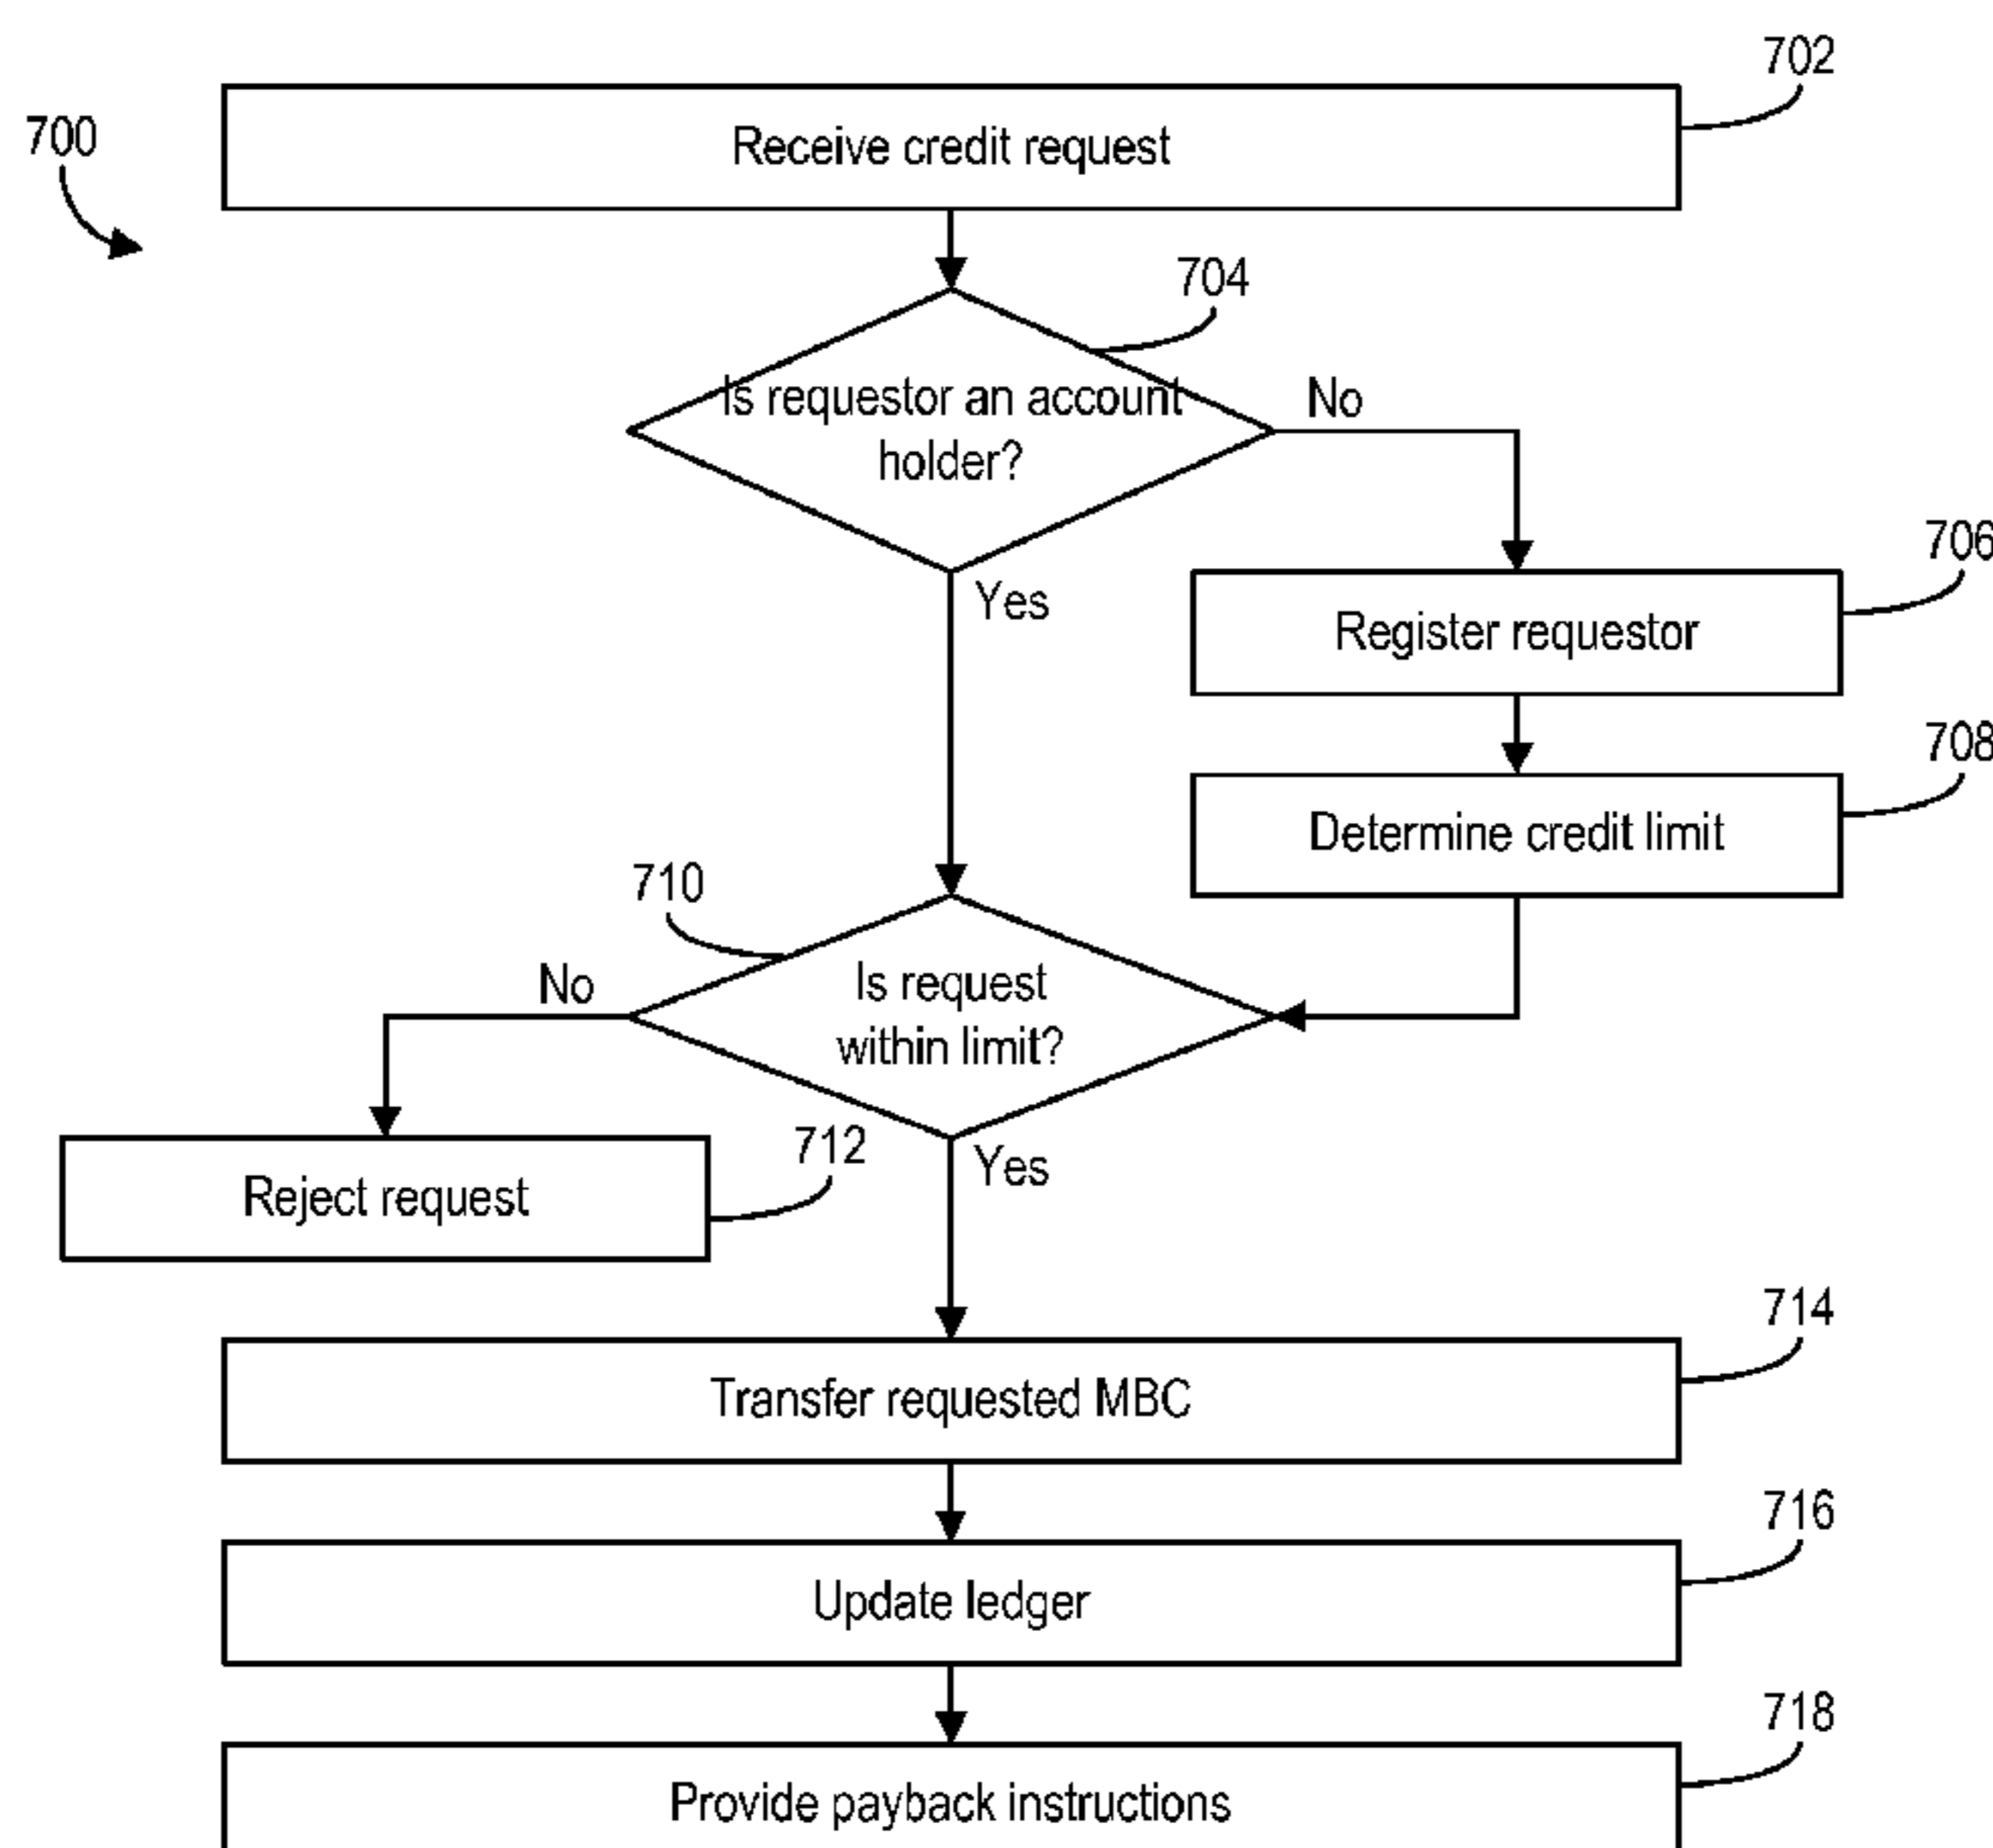 702
700
Receive credit request
704
Is requestor an account
holder?
No
Yes
706
Register requestor
708
Determine credit limit
710
Is request
within limit?
No
Yes
712
Reject request
714
Transfer requested MBC
716
Update ledger
718
Provide payback instructions